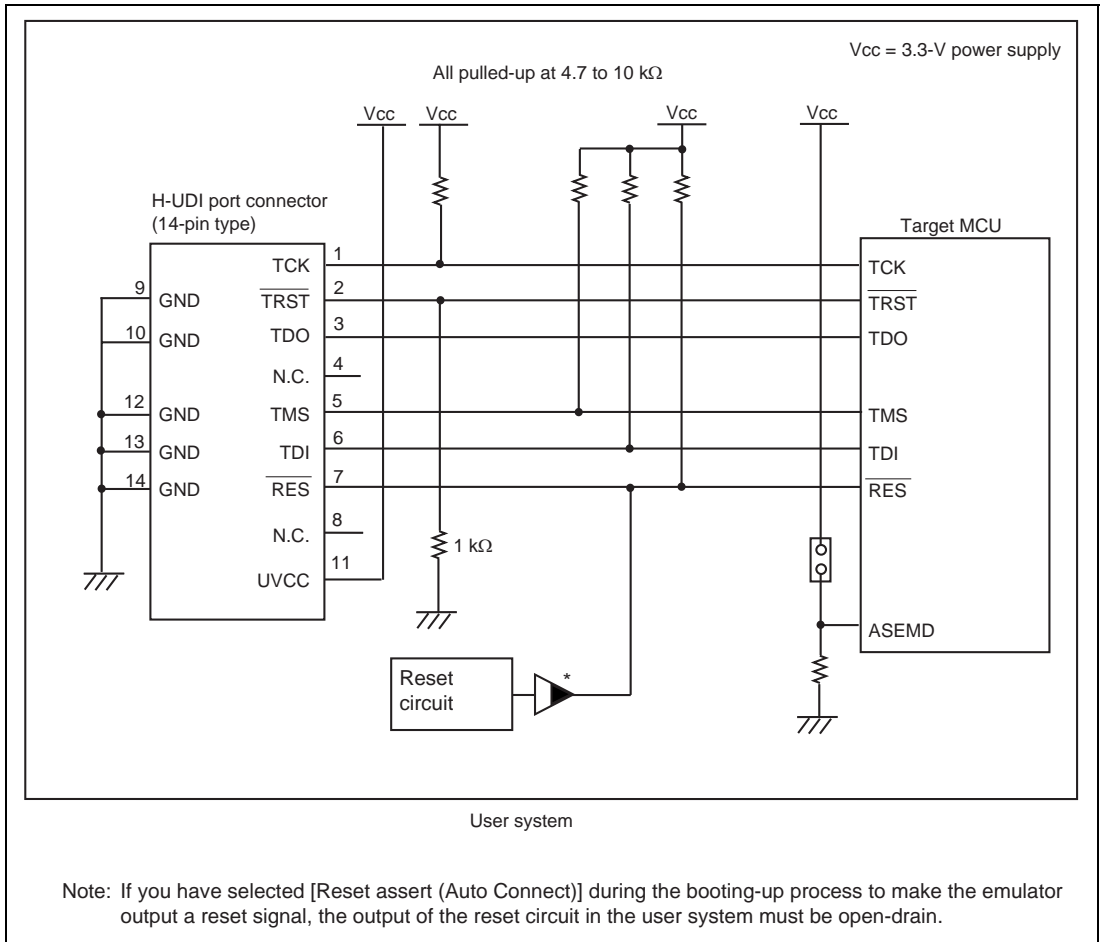 Vcc = 3.3-V power supply
All pulled-up at 4.7 to 10 kΩ
Vcc
Vcc
Vcc
Vcc
H-UDI port connector
(14-pin type)
Target MCU
TCK
1
TCK
9
GND
TRST
2
TRST
10
GND
TDO
3
TDO
N.C.
4
12
GND
TMS
5
TMS
13
GND
TDI
6
TDI
14
GND
RES
7
RES
N.C.
8
1 kΩ
UVCC
11
ASEMD
Reset
circuit
*
User system
Note: If you have selected [Reset assert (Auto Connect)] during the booting-up process to make the emulator
output a reset signal, the output of the reset circuit in the user system must be open-drain.